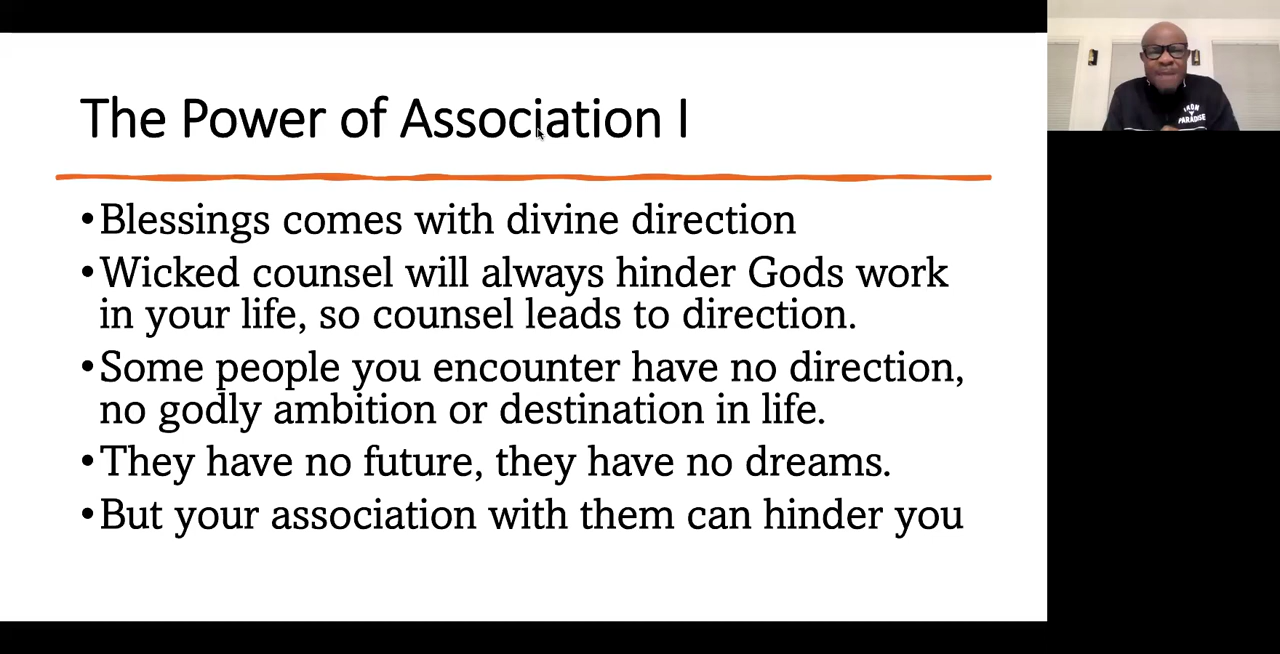 The Power of Association I
•Blessings comes with divine direction
•Wicked counsel will always hinder Gods work
in your life, so counsel leads to direction.
•Some people you encounter have no direction,
no godly ambition or destination in life.
•They have no future, they have no dreams.
•But your association with them can hinder you
PARADISE